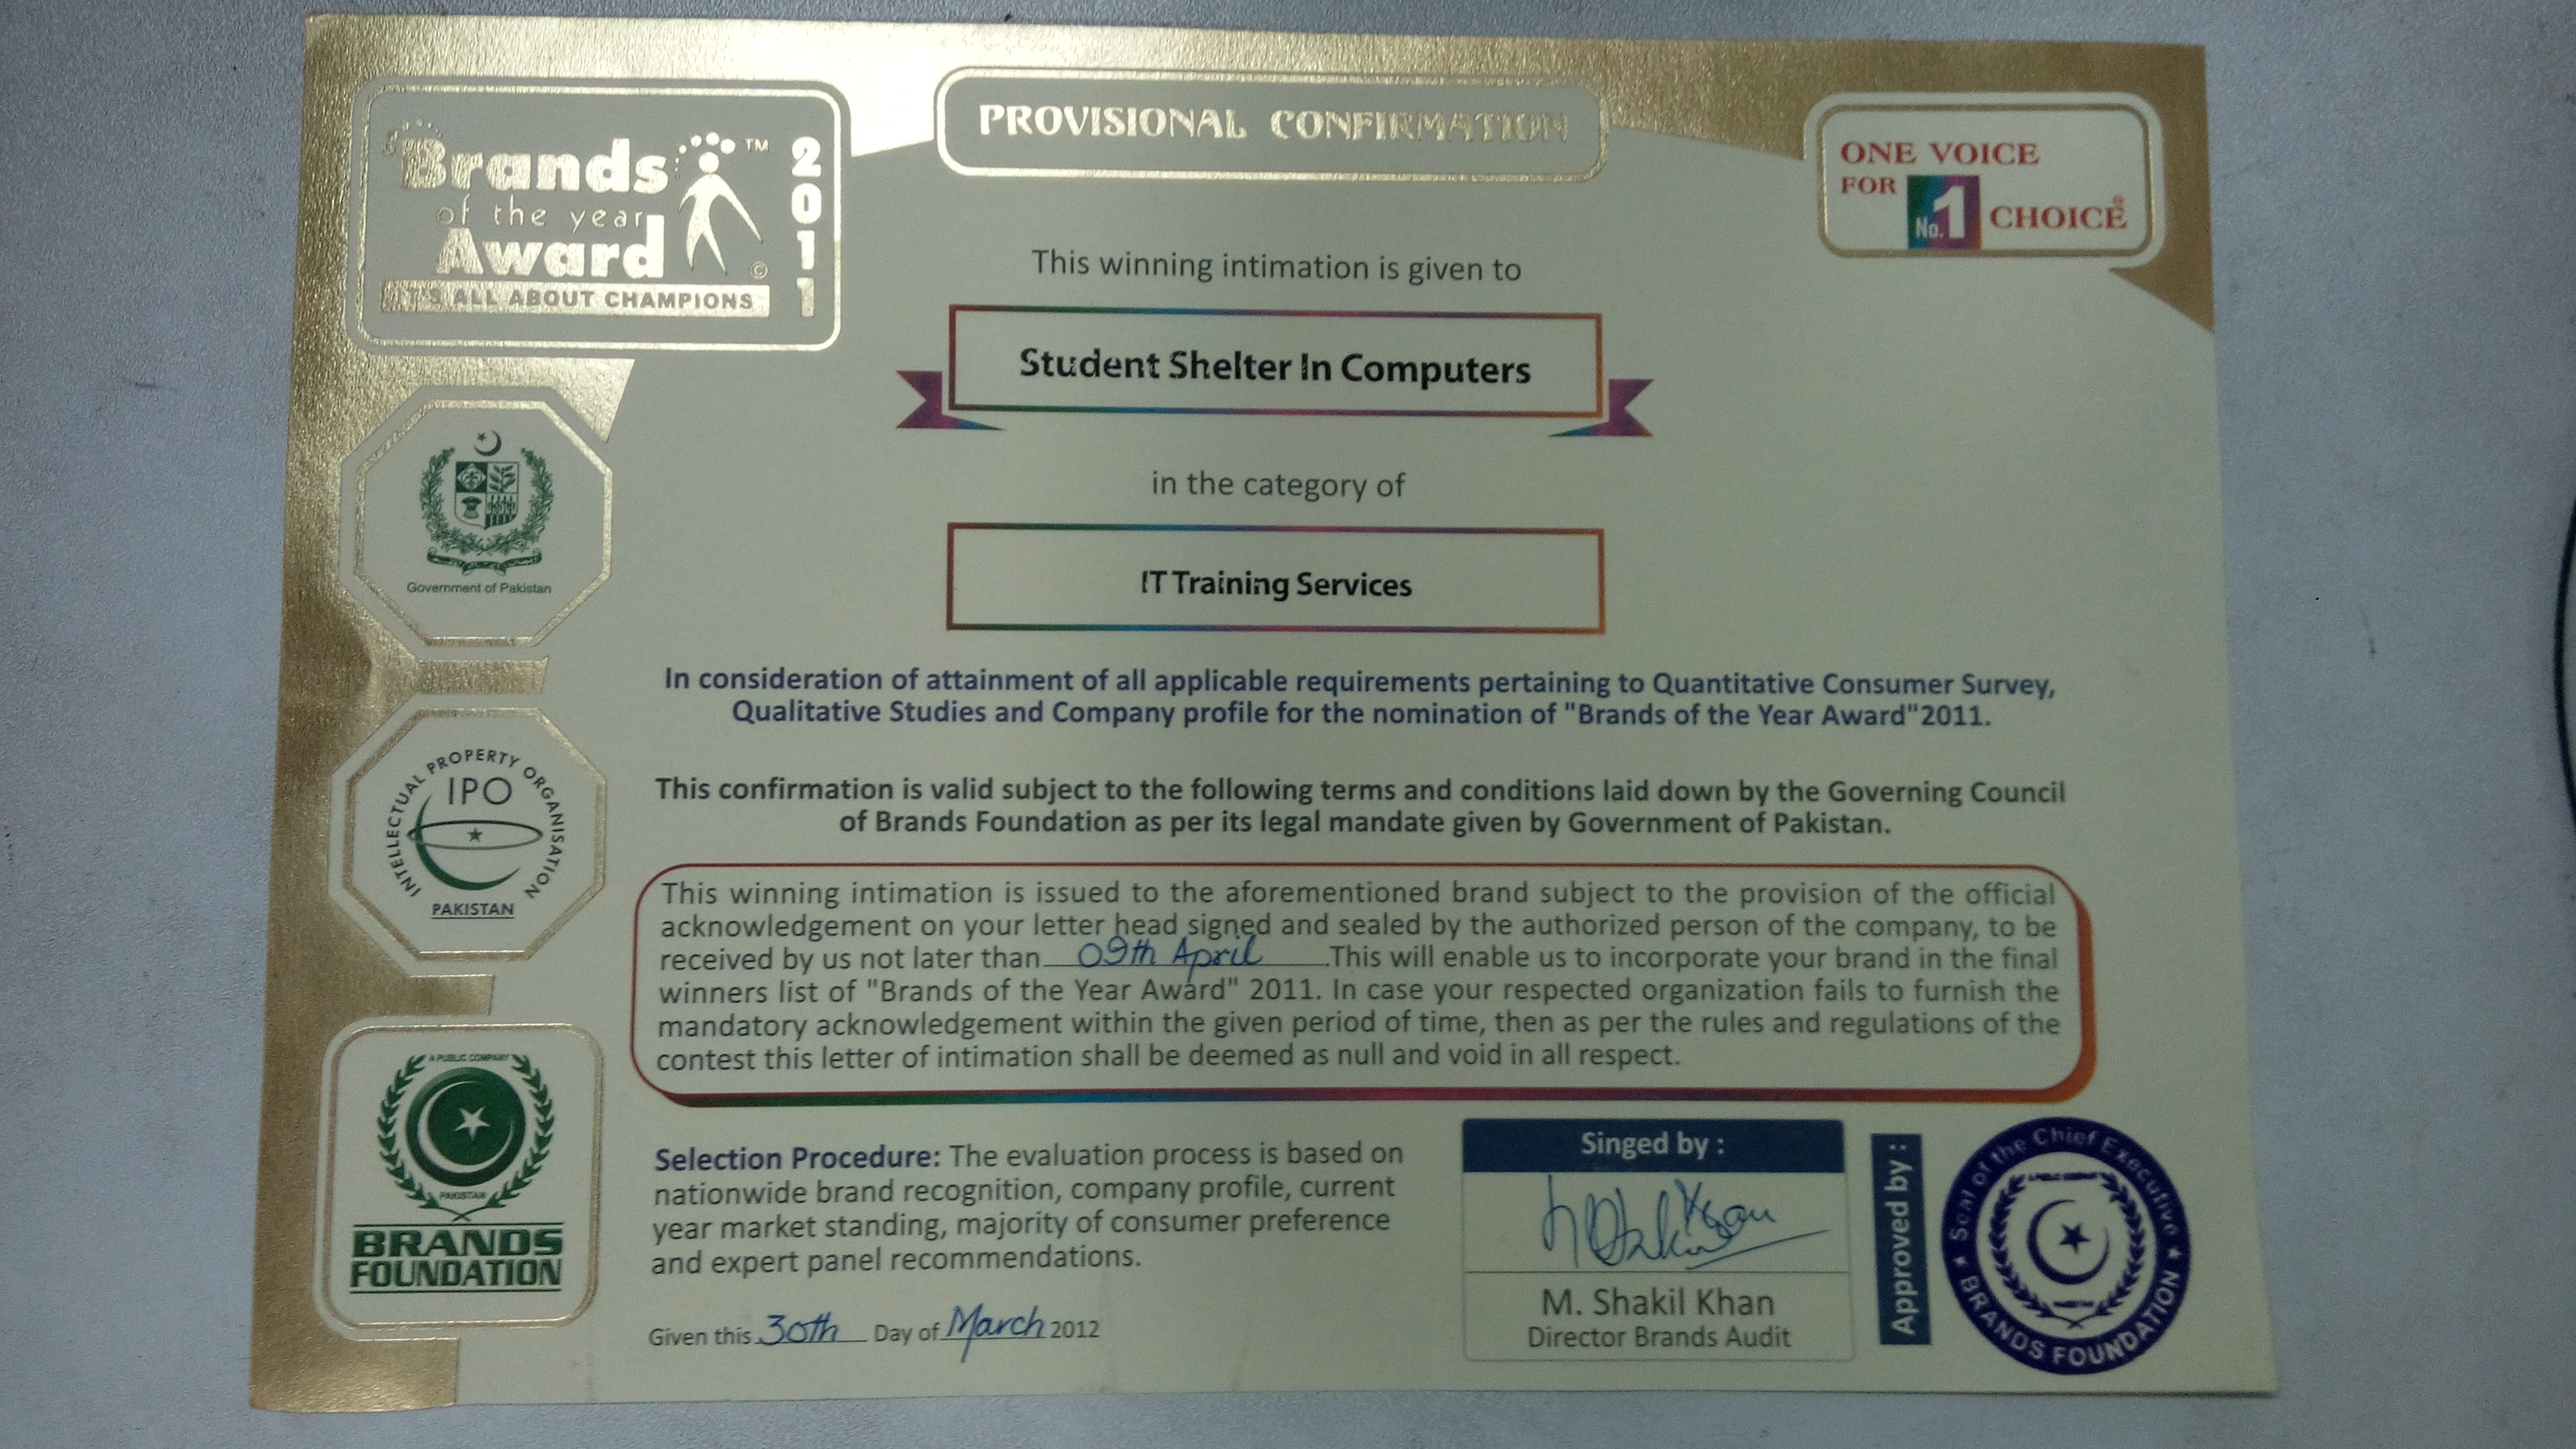 Brands
of the year
Award
TM
©
2011
IT'S ALL ABOUT CHAMPIONS
PROVISIONAL CONFIRMATION
ONE VOICE
FOR No.1 CHOICE®
This winning intimation is given to
Student Shelter In Computers
in the category of
IT Training Services
Government of Pakistan
In consideration of attainment of all applicable requirements pertaining to Quantitative Consumer Survey,
Qualitative Studies and Company profile for the nomination of "Brands of the Year Award"2011.
INTELLECTUAL PROPERTY ORGANISATION
IPO
PAKISTAN
This confirmation is valid subject to the following terms and conditions laid down by the Governing Council
of Brands Foundation as per its legal mandate given by Government of Pakistan.
This winning intimation is issued to the aforementioned brand subject to the provision of the official
acknowledgement on your letter head signed and sealed by the authorized person of the company, to be
received by us not later than 09th April .This will enable us to incorporate your brand in the final
winners list of "Brands of the Year Award" 2011. In case your respected organization fails to furnish the
mandatory acknowledgement within the given period of time, then as per the rules and regulations of the
contest this letter of intimation shall be deemed as null and void in all respect.
A PUBLIC COMPANY
PAKISTAN
BRANDS
FOUNDATION
Selection Procedure: The evaluation process is based on
nationwide brand recognition, company profile, current
year market standing, majority of consumer preference
and expert panel recommendations.
Given this 30th Day of March 2012
Singed by :
M. Shakil Khan
Director Brands Audit
Approved by :
Seal of the Chief Executive
BRANDS FOUNDATION